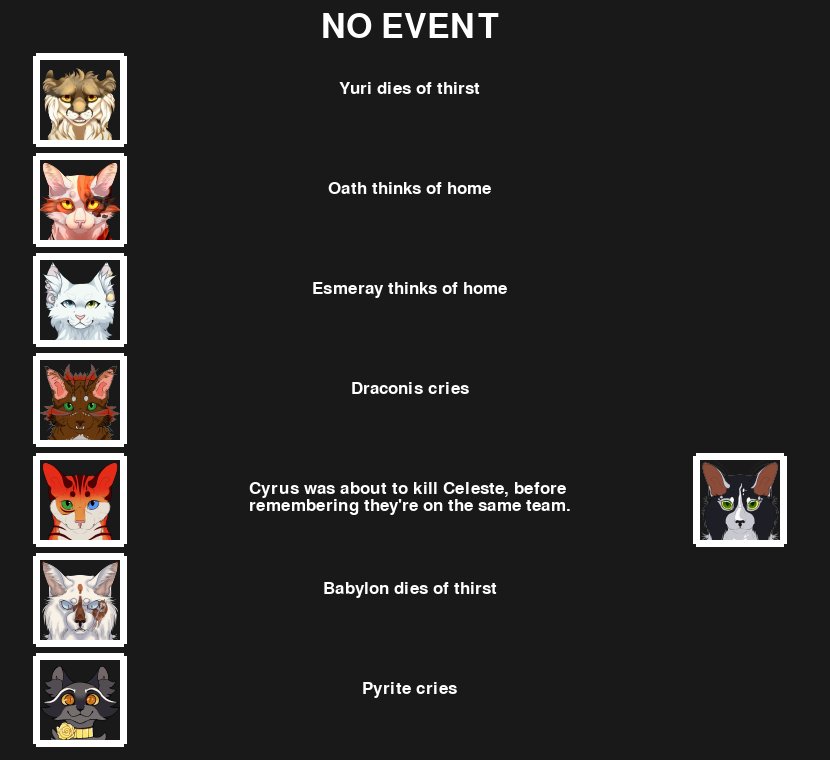 NO EVENT
Yuri dies of thirst
Oath thinks of home
Esmeray thinks of home
Draconis cries
Cyrus was about to kill Celeste, before
remembering they're on the same team.
Babylon dies of thirst
Pyrite cries